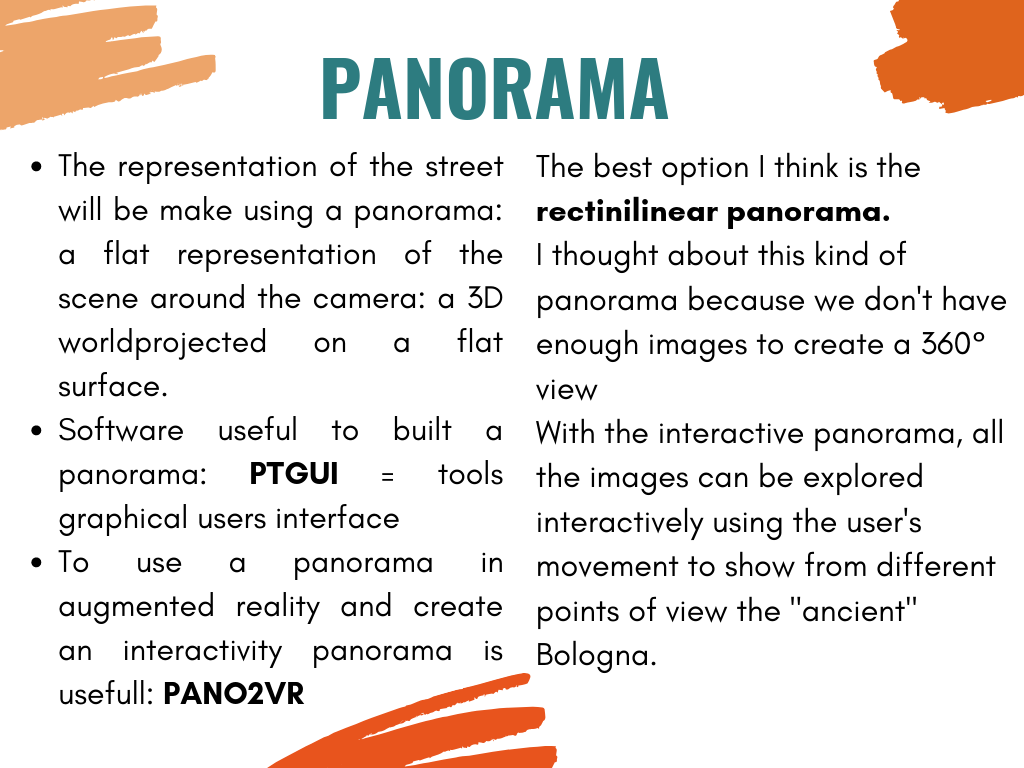 PANORAMA
• The representation of the street
will be make using a panorama:
a flat representation of the
scene around the camera: a 3D
worldprojected on a flat
surface.
• Software useful to built a
panorama: PTGUI = tools
graphical users interface
• To use a panorama in
augmented reality and create
an interactivity panorama is
usefull: PANO2VR
The best option I think is the
rectinilinear panorama.
I thought about this kind of
panorama because we don't have
enough images to create a 360°
view
With the interactive panorama, all
the images can be explored
interactively using the user's
movement to show from different
points of view the "ancient"
Bologna.